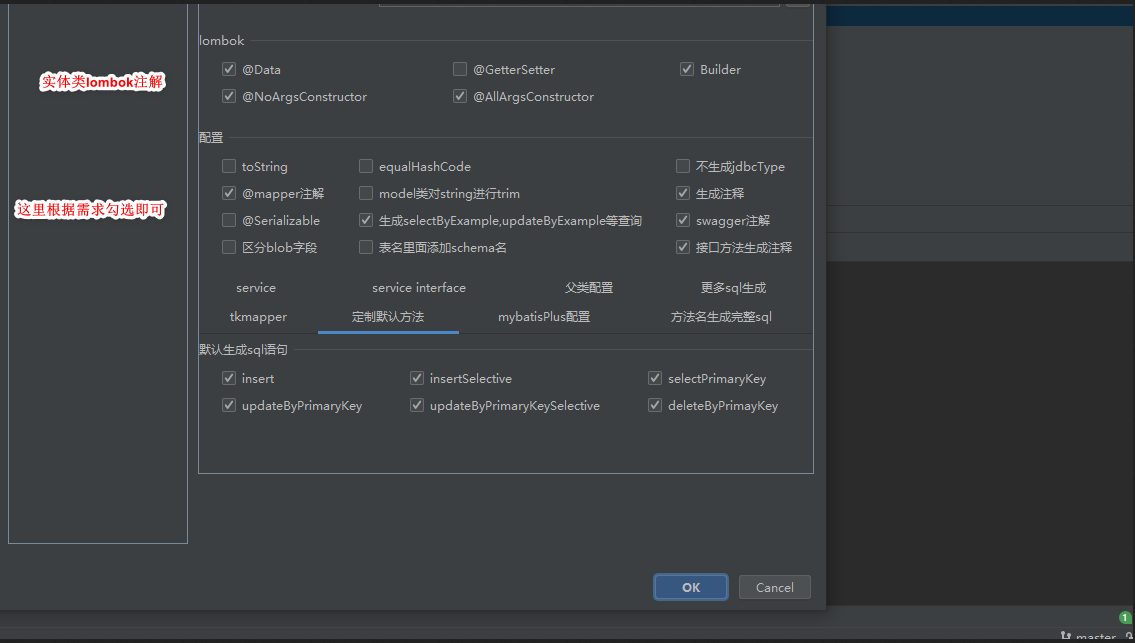 lombok
实体类lombok注解
@Data @GetterSetter Builder
@NoArgsConstructor @AllArgsConstructor
配置
toString equalHashCode 不生成jdbcType
@mapper注解 model类对string进行trim 生成注释
这里根据需求勾选即可
@Serializable 生成selectByExample,updateByExample等查询 swagger注解
区分blob字段 表名里面添加schema名 接口方法生成注释
service service interface 父类配置 更多sql生成
tkmapper 定制默认方法 mybatisPlus配置 方法名生成完整sql
默认生成sql语句
insert insertSelective selectPrimaryKey
updateByPrimaryKey updateByPrimaryKeySelective deleteByPrimayKey
OK Cancel
1
master